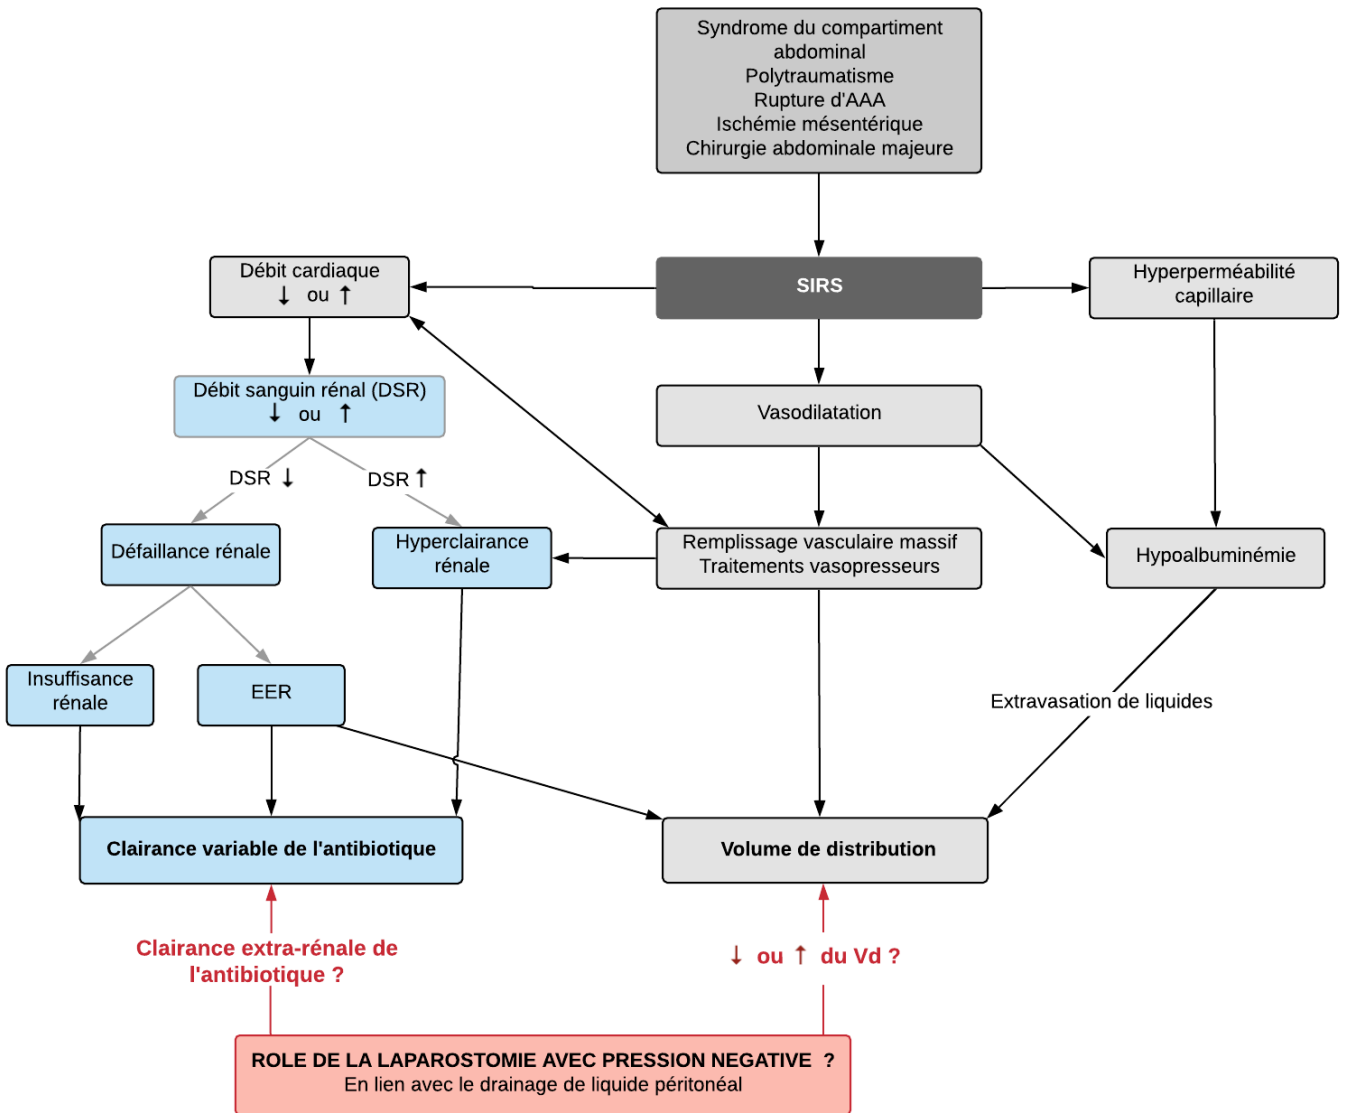 Syndrome du compartiment
abdominal
Polytraumatisme
Rupture d'AAA
Ischémie mésentérique
Chirurgie abdominale majeure
Débit cardiaque
↓ ou ↑
SIRS
Hyperperméabilité
capillaire
Débit sanguin rénal (DSR)
↓ ou ↑
Vasodilatation
DSR ↓
DSR ↑
Défaillance rénale
Hyperclairance
rénale
Remplissage vasculaire massif
Traitements vasopresseurs
Hypoalbuminémie
Insuffisance
rénale
EER
Extravasation de liquides
Clairance variable de l'antibiotique
Volume de distribution
Clairance extra-rénale de
l'antibiotique ?
↓ ou ↑ du Vd ?
ROLE DE LA LAPAROSTOMIE AVEC PRESSION NEGATIVE ?
En lien avec le drainage de liquide péritonéal